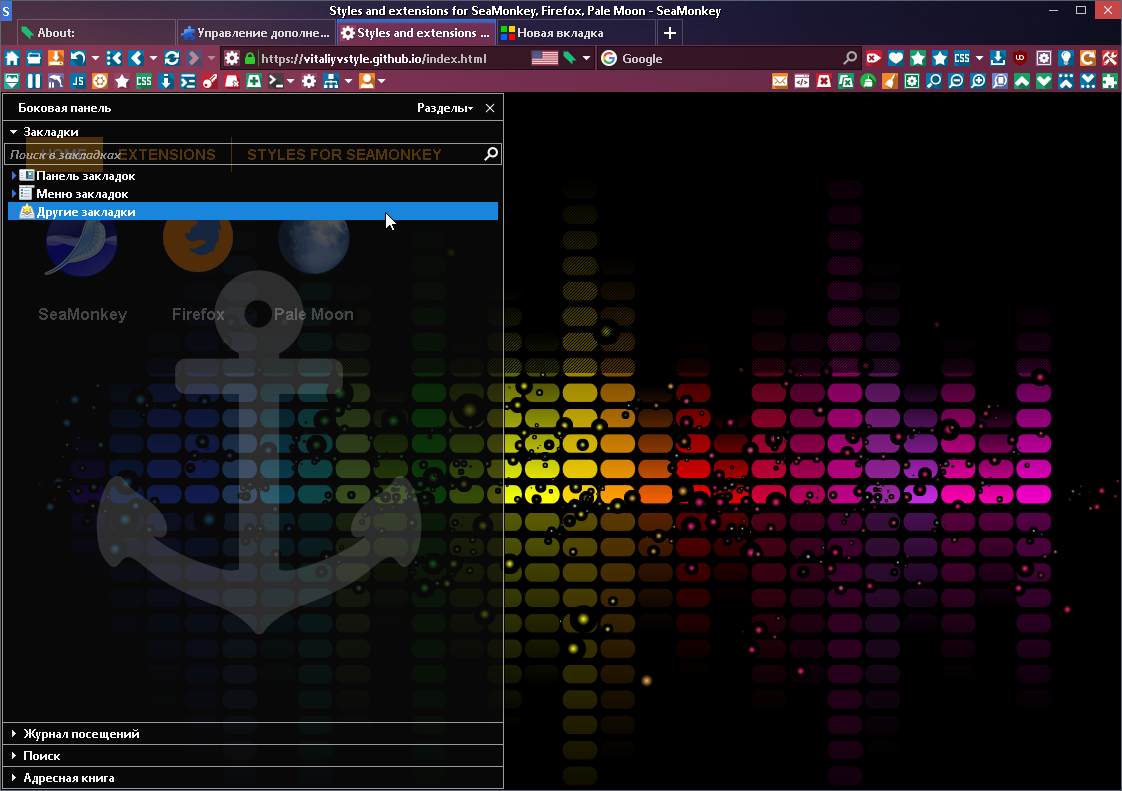 S
Styles and extensions for SeaMonkey, Firefox, Pale Moon - SeaMonkey
About:
Управление дополне...
Styles and extensions ...
Новая вкладка
https://vitaliyvstyle.github.io/index.html
Google
CSS
JS
CSS
Боковая панель
Разделы
Закладки
Поиск в закладках
HOME
EXTENSIONS
STYLES FOR SEAMONKEY
Панель закладок
Меню закладок
Другие закладки
SeaMonkey
Firefox
Pale Moon
Журнал посещений
Поиск
Адресная книга